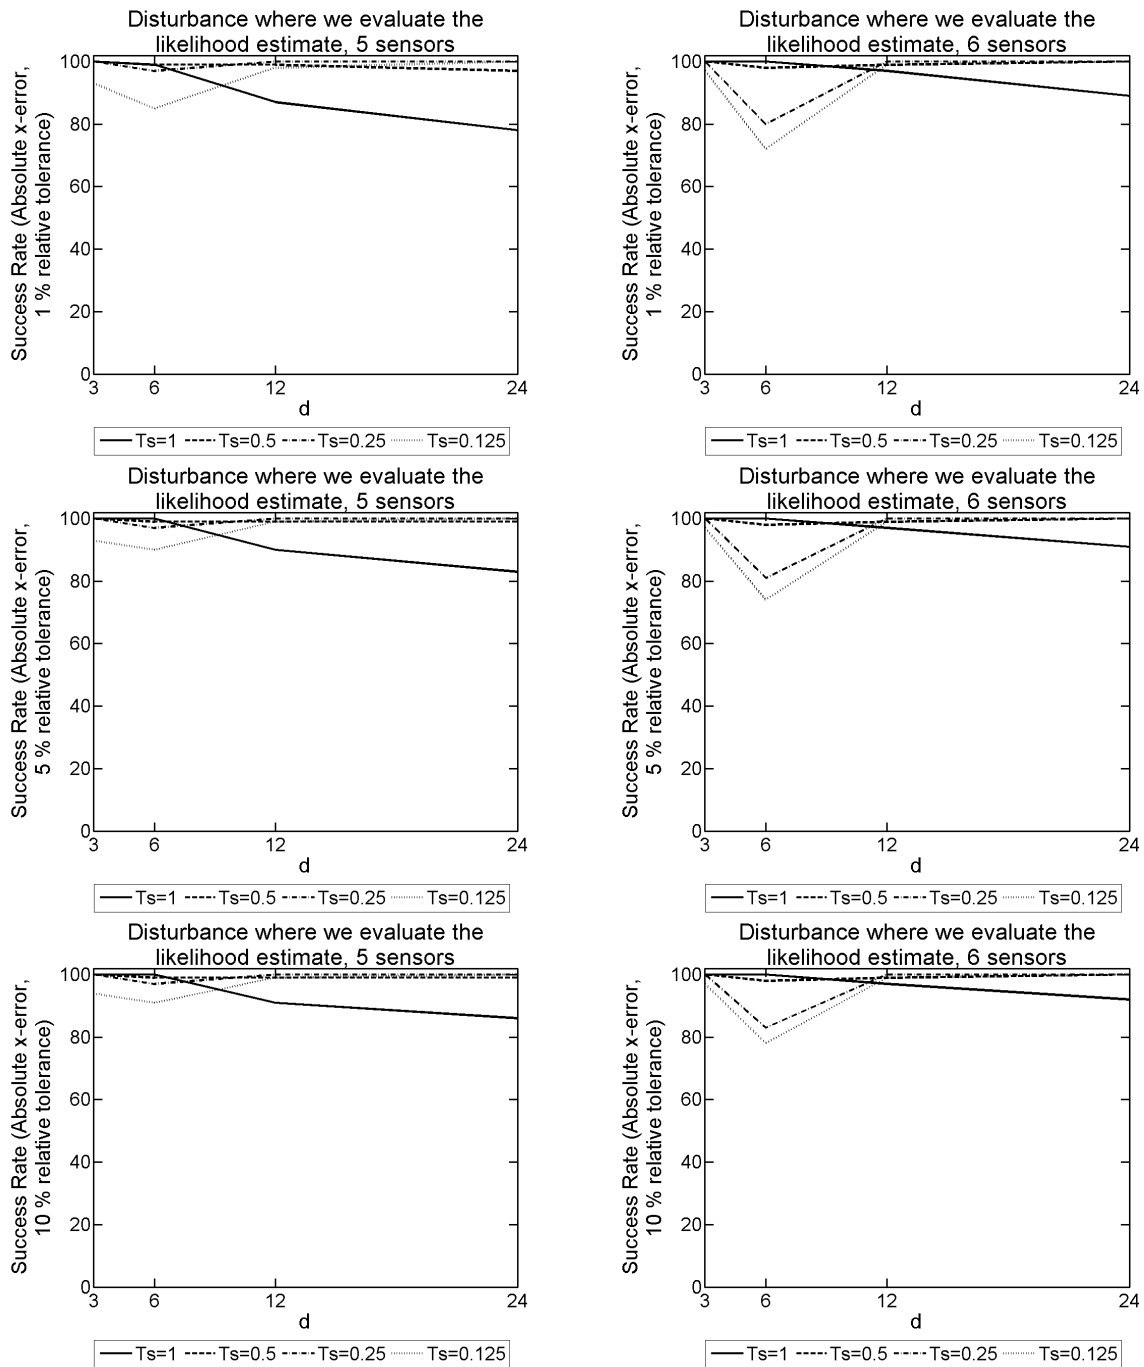 Disturbance where we evaluate the
likelihood estimate, 5 sensors
Success Rate (Absolute x-error,
1 % relative tolerance)
100
80
60
40
20
0
3 6 12 24
d
Ts=1 Ts=0.5 Ts=0.25 Ts=0.125
Disturbance where we evaluate the
likelihood estimate, 6 sensors
Success Rate (Absolute x-error,
1 % relative tolerance)
100
80
60
40
20
0
3 6 12 24
d
Ts=1 Ts=0.5 Ts=0.25 Ts=0.125
Disturbance where we evaluate the
likelihood estimate, 5 sensors
Success Rate (Absolute x-error,
5 % relative tolerance)
100
80
60
40
20
0
3 6 12 24
d
Ts=1 Ts=0.5 Ts=0.25 Ts=0.125
Disturbance where we evaluate the
likelihood estimate, 6 sensors
Success Rate (Absolute x-error,
5 % relative tolerance)
100
80
60
40
20
0
3 6 12 24
d
Ts=1 Ts=0.5 Ts=0.25 Ts=0.125
Disturbance where we evaluate the
likelihood estimate, 5 sensors
Success Rate (Absolute x-error,
10 % relative tolerance)
100
80
60
40
20
0
3 6 12 24
d
Ts=1 Ts=0.5 Ts=0.25 Ts=0.125
Disturbance where we evaluate the
likelihood estimate, 6 sensors
Success Rate (Absolute x-error,
10 % relative tolerance)
100
80
60
40
20
0
3 6 12 24
d
Ts=1 Ts=0.5 Ts=0.25 Ts=0.125